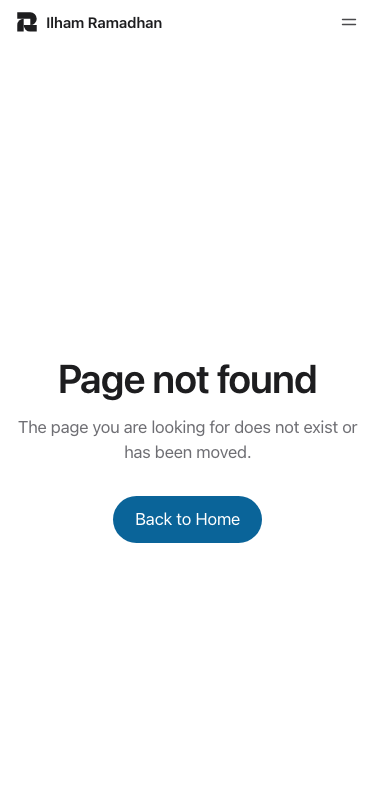 Ilham Ramadhan
Page not found
The page you are looking for does not exist or
has been moved.
Back to Home